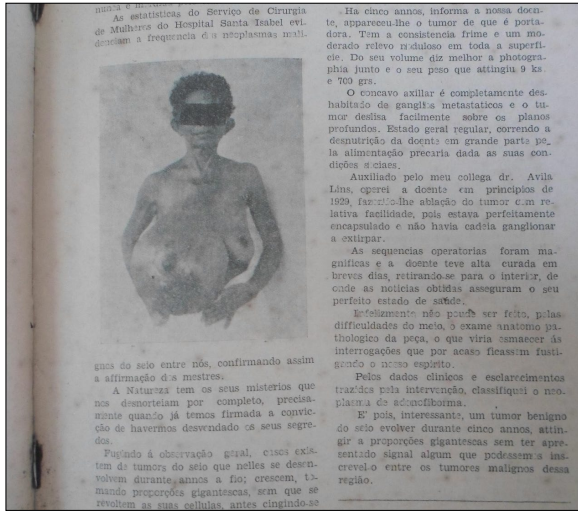 As estatisticas do Serviço de Cirurgia
de Mulheres do Hospital Santa Isabel evi-
denciam a frequencia dos neoplasmas mali-
gnos do seio entre nós, confirmando assim
a affirmação dos mestres.
A Natureza tem os seus misterios que
nos desnorteiam por completo, precisa-
mente quando já temos firmada a convic-
ção de havermos desvendado os seus segre-
dos.
Fugindo á observação geral, casos exis-
tem de tumors do seio que nelles se desen-
volvem durante annos a fio; crescem, to-
mando proporções gigantescas, sem que se
revoltem as suas cellulas, antes cingindo-se
Ha cinco annos, informa a nossa doen-
te, appareceu-lhe o tumor de que é porta-
dora. Tem a consistencia frime e um mo-
derado relevo noduloso em toda a superfi-
cie. Do seu volume diz melhor a photogra-
phia junto e o seu peso que attingiu 9 ks.
e 700 grs.
O concavo axillar é completamente des-
habitado de ganglios metastaticos e o tu-
mor deslisa facilmente sobre os planos
profundos. Estado geral regular, correndo a
desnutrição da doente em grande parte pe_
la alimentação precaria dada as suas con-
dições sociaes.
Auxiliado pelo meu collega dr. Avila
Lins, operei a doente em principios de
1929, fazendo-lhe ablação do tumor com re-
lativa facilidade, pois estava perfeitamente
encapsulado e não havia cadeia ganglionar
a extirpar.
As sequencias operatorias foram ma-
gnificas e a doente teve alta curada em
breves dias, retirando-se para o interior, de
onde as noticias obtidas asseguram o seu
perfeito estado de saúde.
Infelizmente não poude ser feito, pelas
difficuldades do meio, o exame anatomo pa-
thologico da peça, o que viria esmaecer ás
interrogações que por acaso ficassem fusti-
gando o nosso espirito.
Pelos dados clinicos e esclarecimentos
trazidos pela intervenção, classifiquei o neo-
plasma de adenofiborma.
E' pois, interessante, um tumor benigno
do seio evolver durante cinco annos, attin-
gir a proporções gigantescas sem ter apre-
sentado signal algum que podessemos ins-
crevel-o entre os tumores malignos dessa
região.